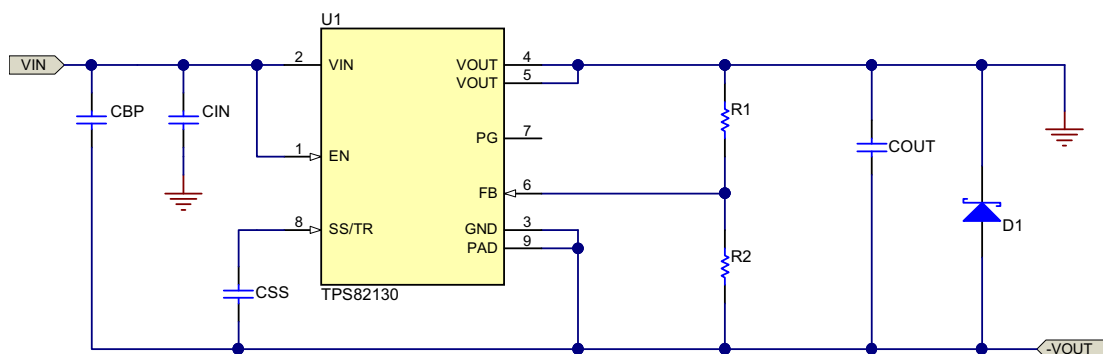 U1
VIN
2
VIN
VOUT
4
VOUT
5
CBP
CIN
R1
PG
7
COUT
1
EN
FB
6
8
SS/TR
GND
3
PAD
9
D1
R2
CSS
TPS82130
-VOUT